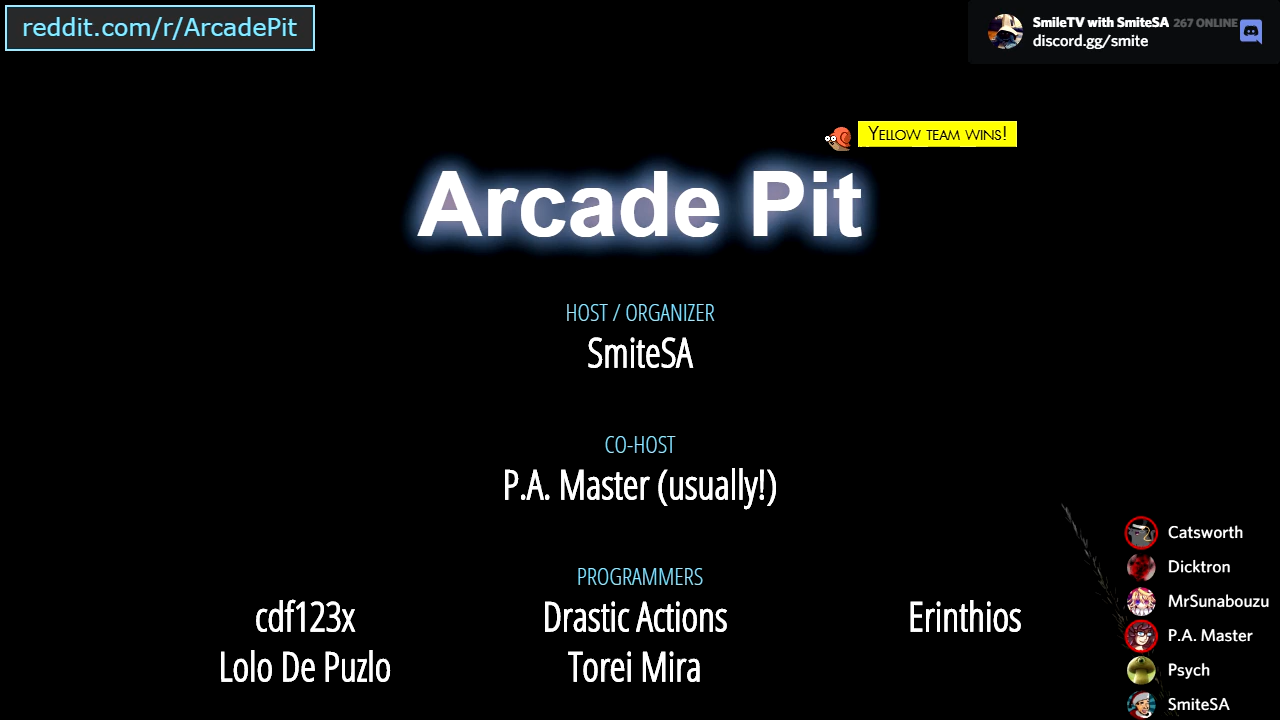 reddit.com/r/ArcadePit
SmileTV with SmiteSA 267 ONLINE
discord.gg/smite
Yellow team wins!
Arcade Pit
HOST / ORGANIZER
SmiteSA
CO-HOST
P.A. Master (usually!)
PROGRAMMERS
cdf123x Drastic Actions Erinthios
Lolo De Puzlo Torei Mira
Catsworth
Dicktron
MrSunabouzu
P.A. Master
Psych
SmiteSA